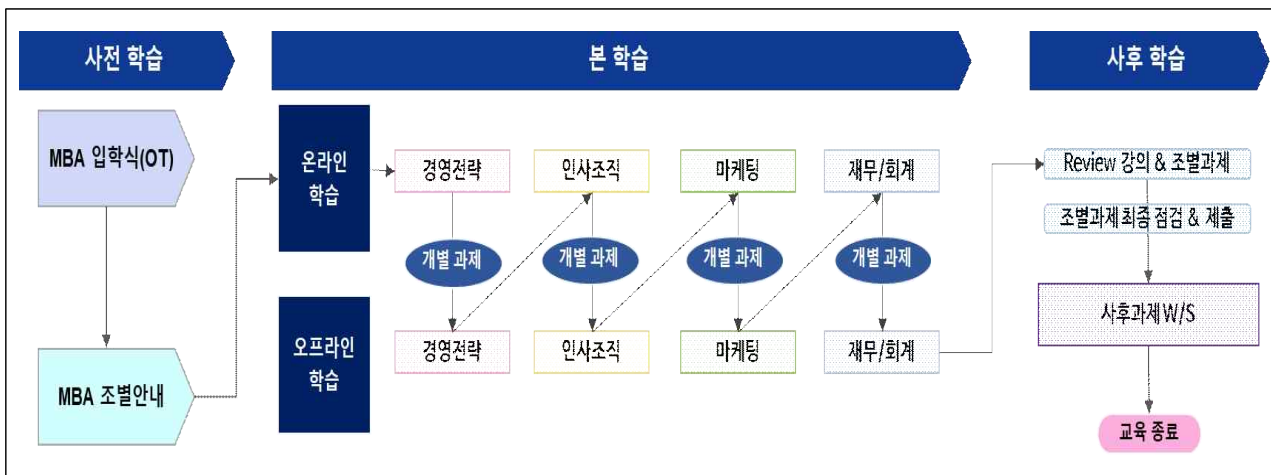 사전 학습
본 학습
사후 학습
MBA 입학식(OT)
MBA 조별안내
온라인
학습
경영전략
인사조직
마케팅
재무/회계
개별 과제
개별 과제
개별 과제
개별 과제
오프라인
학습
경영전략
인사조직
마케팅
재무/회계
Review 강의 & 조별과제
조별과제 최종 점검 & 제출
사후과제 W/S
교육 종료